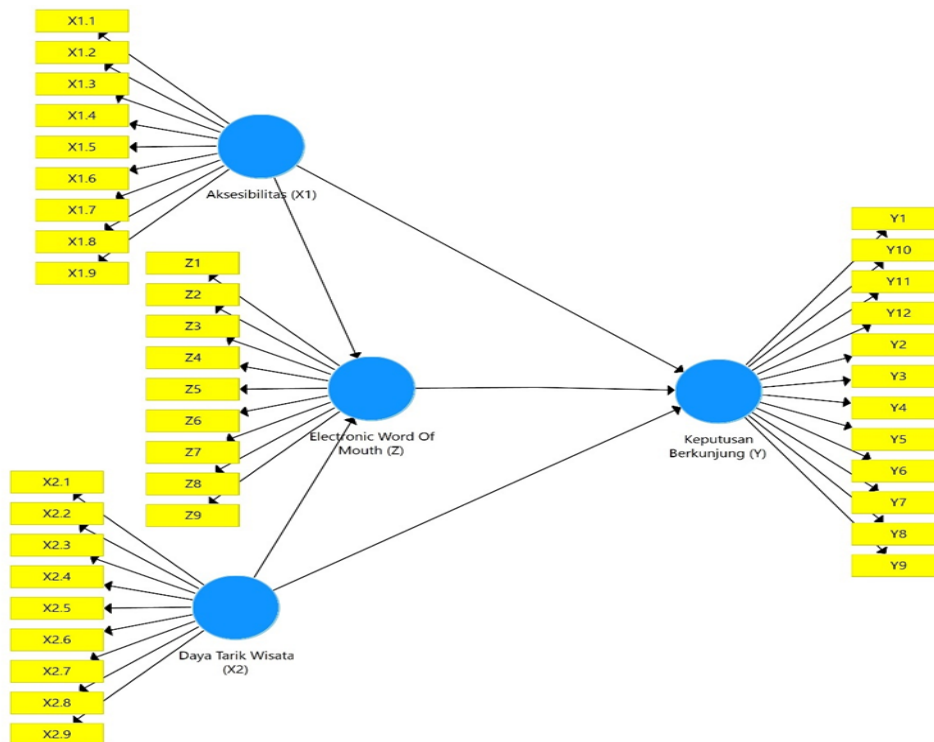 X1.1
X1.2
X1.3
X1.4
X1.5
X1.6
X1.7
X1.8
X1.9
Aksesibilitas (X1)
Z1
Z2
Z3
Z4
Z5
Z6
Z7
Z8
Z9
Electronic Word Of
Mouth (Z)
X2.1
X2.2
X2.3
X2.4
X2.5
X2.6
X2.7
X2.8
X2.9
Daya Tarik Wisata
(X2)
Keputusan
Berkunjung (Y)
Y1
Y10
Y11
Y12
Y2
Y3
Y4
Y5
Y6
Y7
Y8
Y9